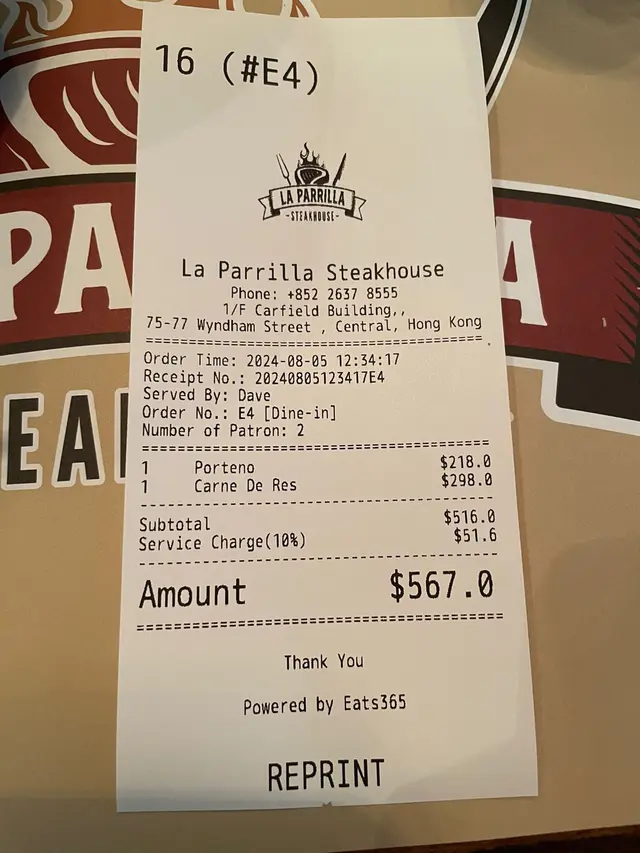 16 (#E4)
LA PARRILLA
-STEAKHOUSE-
La Parrilla Steakhouse
Phone: +852 2637 8555
1/F Carfield Building,,
75-77 Wyndham Street , Central, Hong Kong
Order Time: 2024-08-05 12:34:17
Receipt No.: 20240805123417E4
Served By: Dave
Order No.: E4 [Dine-in]
Number of Patron: 2
1 Porteno $218.0
1 Carne De Res $298.0
Subtotal $516.0
Service Charge(10%) $51.6
Amount $567.0
Thank You
Powered by Eats365
REPRINT
PA A
EA